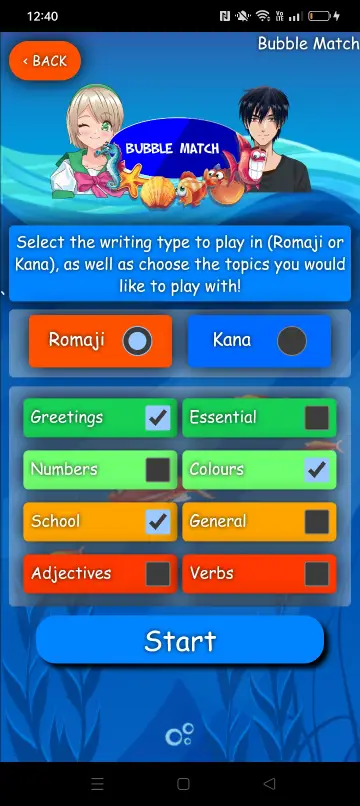 12:40
Vo
LTE
Bubble Match
< BACK
BUBBLE MATCH
Select the writing type to play in (Romaji or
Kana), as well as choose the topics you would
like to play with!
Romaji
Kana
Greetings
Essential
Numbers
Colours
School
General
Adjectives
Verbs
Start